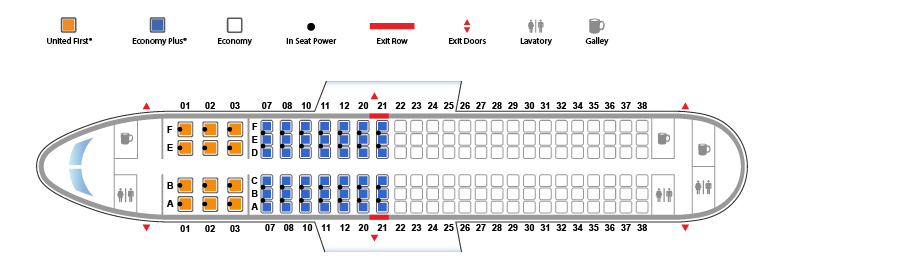 United First® Economy Plus® Economy In Seat Power Exit Row Exit Doors Lavatory Galley
01 02 03 07 08 10 11 12 20 21 22 23 24 25 26 27 28 29 30 31 32 33 34 35 36 37 38
F F
E E
D
C
B B
A A
01 02 03 07 08 10 11 12 20 21 22 23 24 25 26 27 28 29 30 31 32 33 34 35 36 37 38